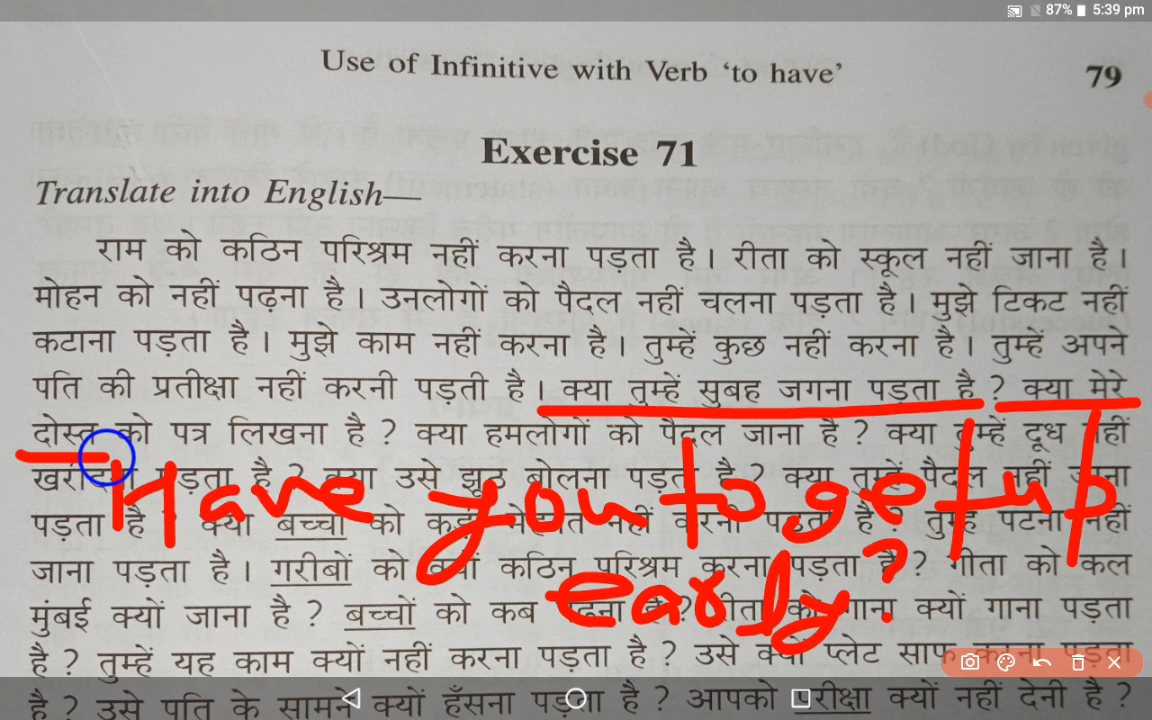 87% 5:39 pm
Use of Infinitive with Verb ‘to have’ 79
Exercise 71
Translate into English—
राम को कठिन परिश्रम नहीं करना पड़ता है। रीता को स्कूल नहीं जाना है।
मोहन को नहीं पढ़ना है। उनलोगों को पैदल नहीं चलना पड़ता है। मुझे टिकट नहीं
कटाना पड़ता है। मुझे काम नहीं करना है। तुम्हें कुछ नहीं करना है। तुम्हें अपने
पति की प्रतीक्षा नहीं करनी पड़ती है। क्या तुम्हें सुबह जगना पड़ता है? क्या मेरे
दोस्त को पत्र लिखना है? क्या हमलोगों को पैदल जाना है? क्या तुम्हें दूध नहीं
पड़ता है? क्या उसे झूठ बोलना पड़ता है? क्या तुम्हें पैदल नहीं जाना
Have you to get up
पड़ता है? क्या बच्चा को नहीं करनी पड़ती है? तुम्हें पटना नहीं
जाना पड़ता है। गरीबों को क्यों कठिन परिश्रम करना पड़ता है? गीता को कल
early?
मुंबई क्यों जाना है? बच्चों को कब है? को गाना क्यों गाना पड़ता
है? तुम्हें यह काम क्यों नहीं करना पड़ता है? उसे क्यों प्लेट साफ करना पड़ता
है? उसे पति के सामने क्यों हँसना पड़ता है? आपको परीक्षा क्यों नहीं देनी है?